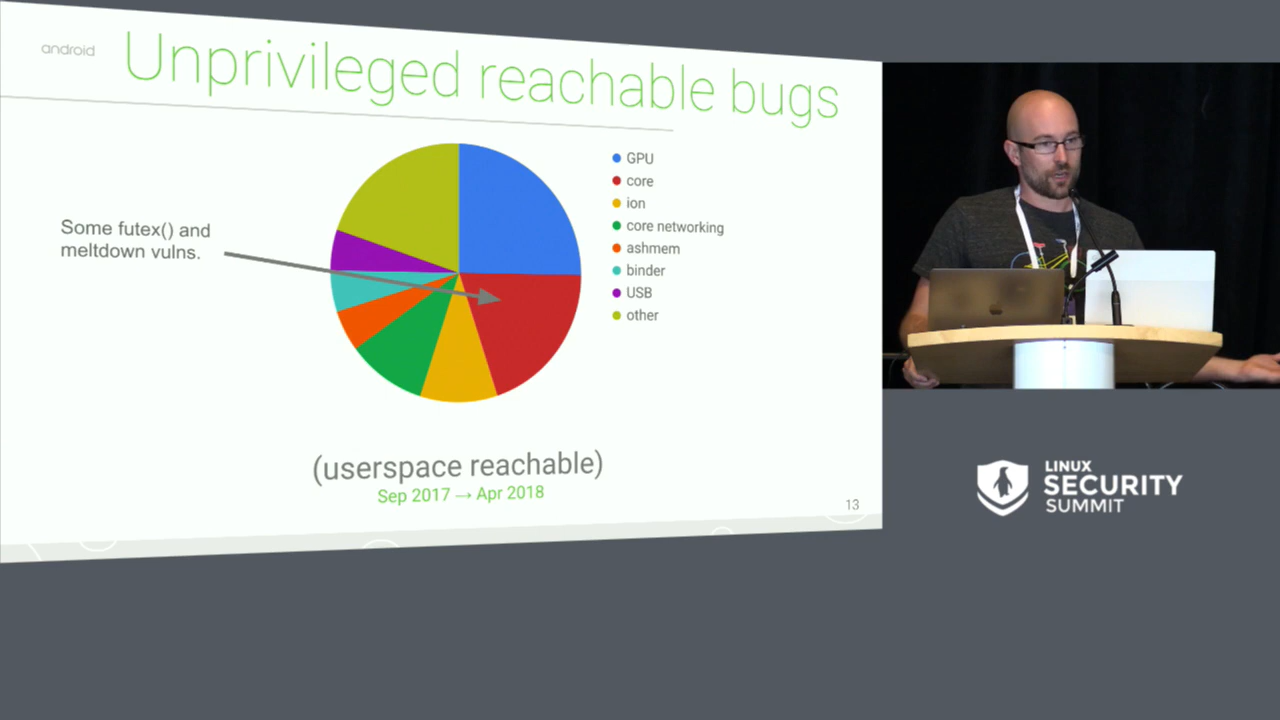 android
Unprivileged reachable bugs
GPU
core
ion
core networking
ashmem
binder
USB
other
Some futex() and
meltdown vulns.
(userspace reachable)
Sep 2017 → Apr 2018
13
LINUX
SECURITY
SUMMIT